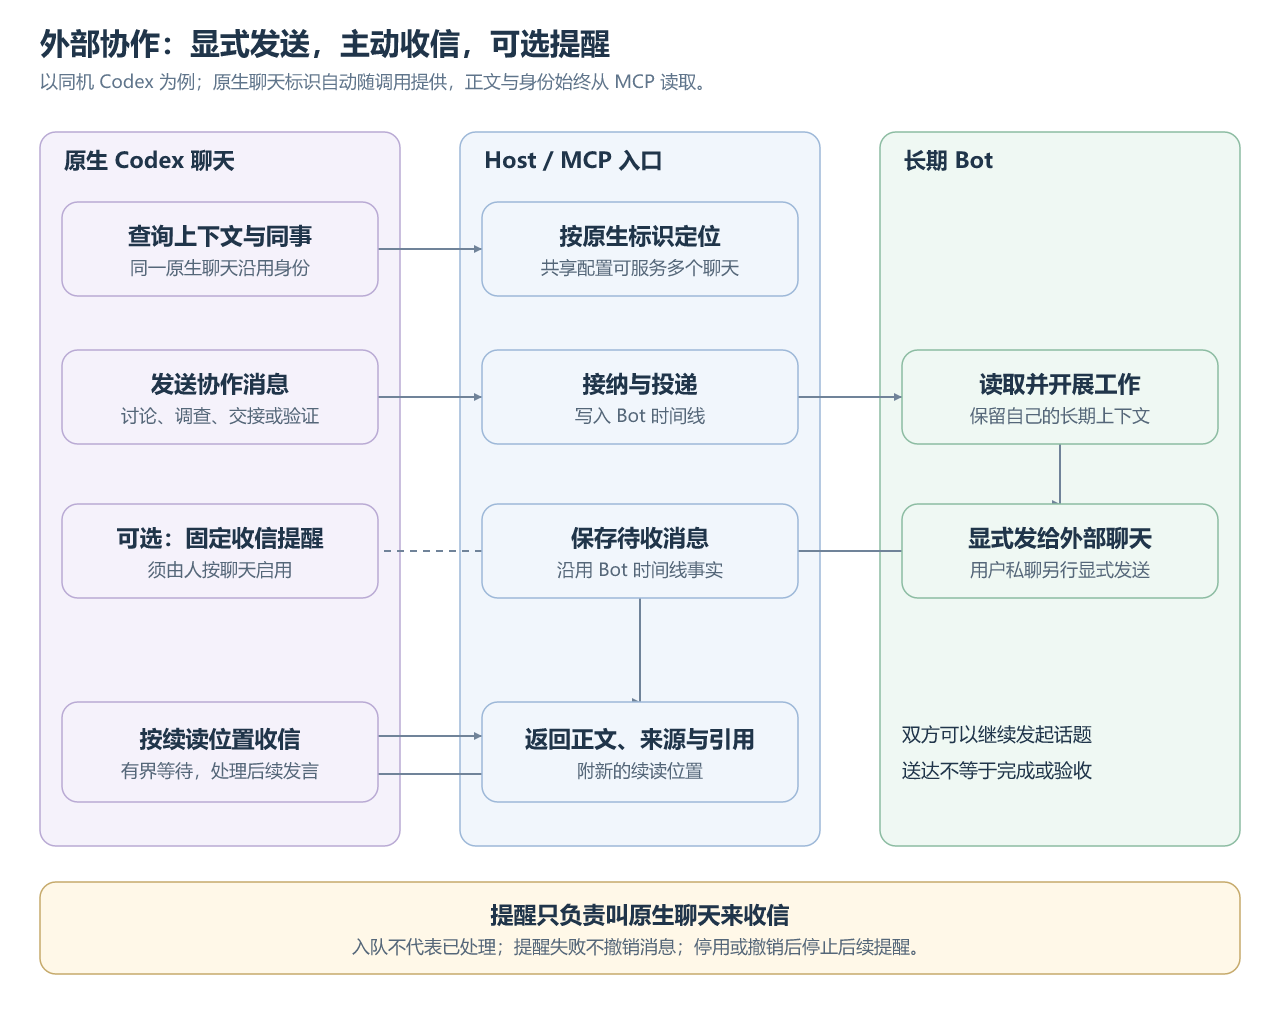 外部协作：显式发送，主动收信，可选提醒
以同机 Codex 为例；原生聊天标识自动随调用提供，正文与身份始终从 MCP 读取。
原生 Codex 聊天
查询上下文与同事
同一原生聊天沿用身份
发送协作消息
讨论、调查、交接或验证
可选：固定收信提醒
须由人按聊天启用
按续读位置收信
有界等待，处理后续发言
Host / MCP 入口
按原生标识定位
共享配置可服务多个聊天
接纳与投递
写入 Bot 时间线
保存待收消息
沿用 Bot 时间线事实
返回正文、来源与引用
附新的续读位置
长期 Bot
读取并开展工作
保留自己的长期上下文
显式发给外部聊天
用户私聊另行显式发送
双方可以继续发起话题
送达不等于完成或验收
提醒只负责叫原生聊天来收信
入队不代表已处理；提醒失败不撤销消息；停用或撤销后停止后续提醒。